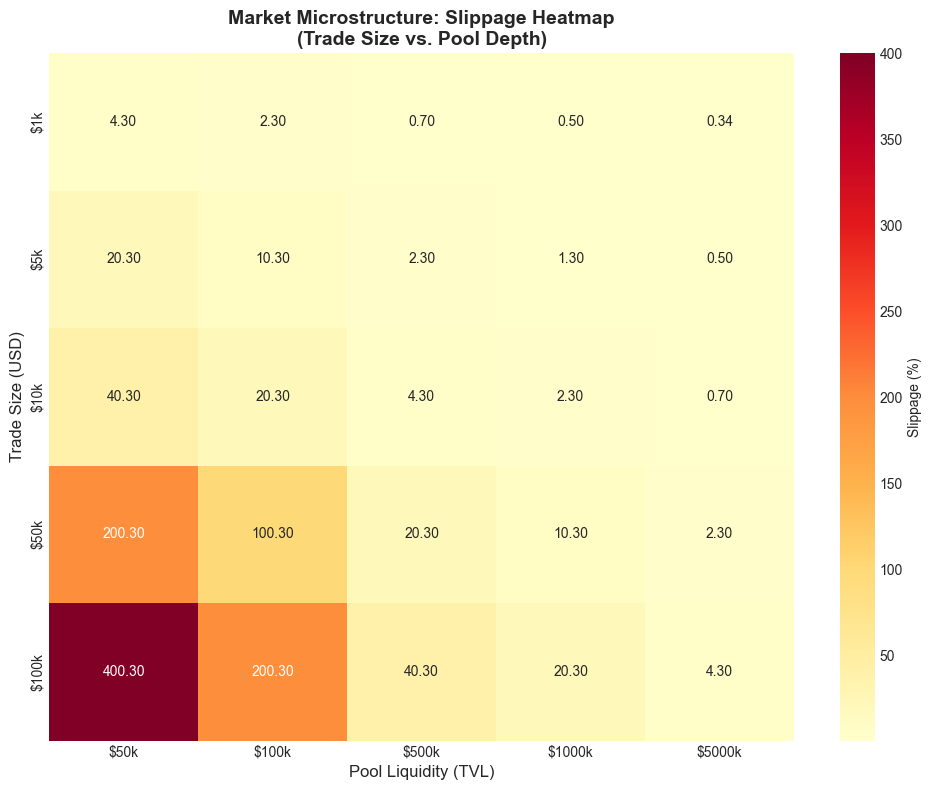 Market Microstructure: Slippage Heatmap
(Trade Size vs. Pool Depth)
Trade Size (USD)
$1k
4.30 2.30 0.70 0.50 0.34
$5k
20.30 10.30 2.30 1.30 0.50
$10k
40.30 20.30 4.30 2.30 0.70
$50k
200.30 100.30 20.30 10.30 2.30
$100k
400.30 200.30 40.30 20.30 4.30
$50k $100k $500k $1000k $5000k
Pool Liquidity (TVL)
400
350
300
250
200
150
100
50
Slippage (%)